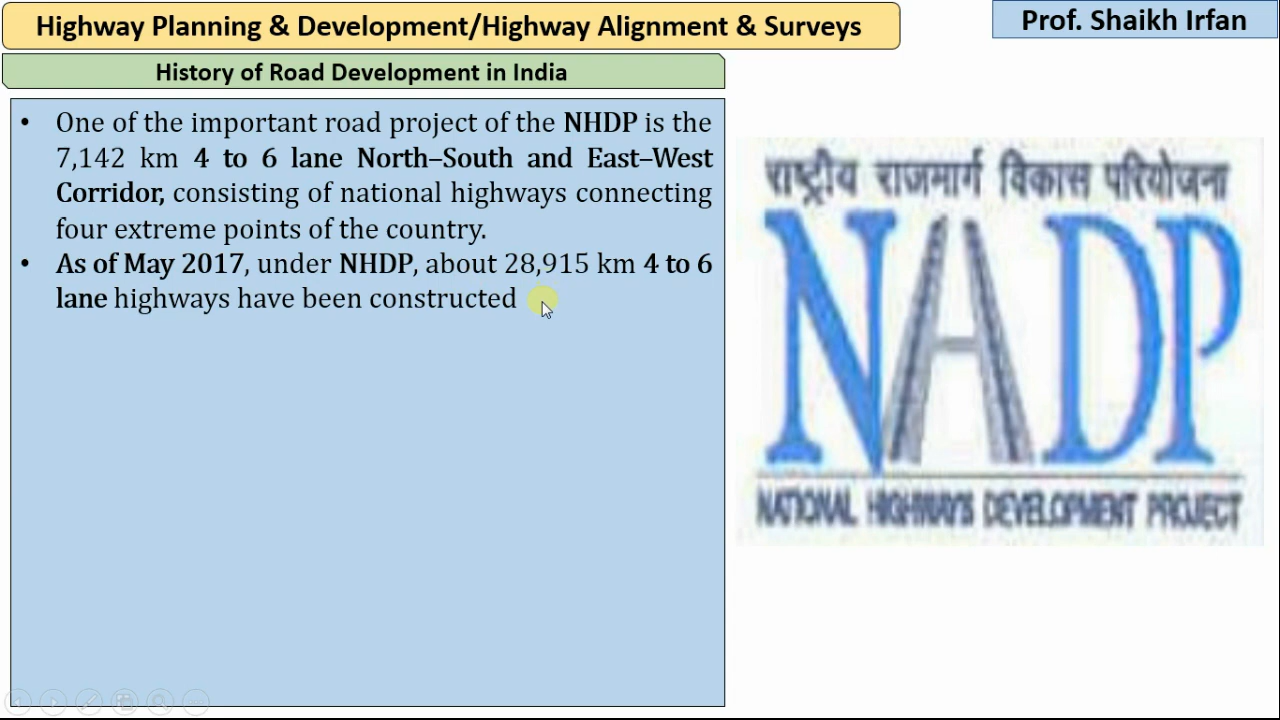 Highway Planning & Development/Highway Alignment & Surveys
Prof. Shaikh Irfan
History of Road Development in India
• One of the important road project of the NHDP is the
7,142 km 4 to 6 lane North–South and East–West
Corridor, consisting of national highways connecting
four extreme points of the country.
• As of May 2017, under NHDP, about 28,915 km 4 to 6
lane highways have been constructed
राष्ट्रीय राजमार्ग विकास परियोजना
NHDP
NATIONAL HIGHWAYS DEVELOPMENT PROJECT